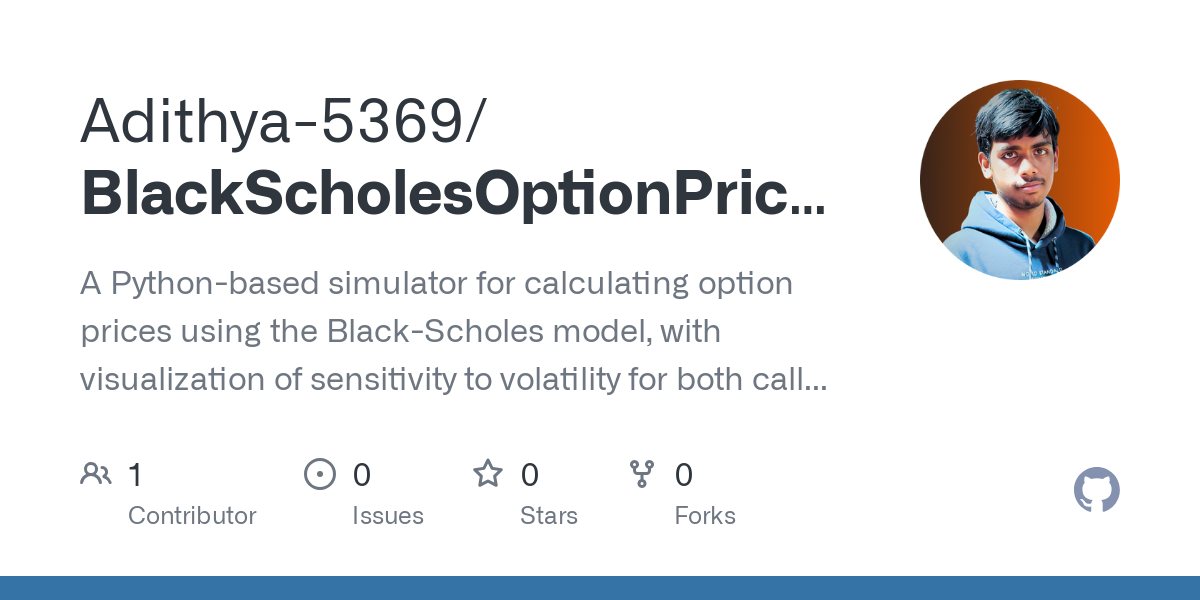 Adithya-5369/
BlackScholesOptionPric...
A Python-based simulator for calculating option
prices using the Black-Scholes model, with
visualization of sensitivity to volatility for both call...
1
Contributor
0
Issues
0
Stars
0
Forks